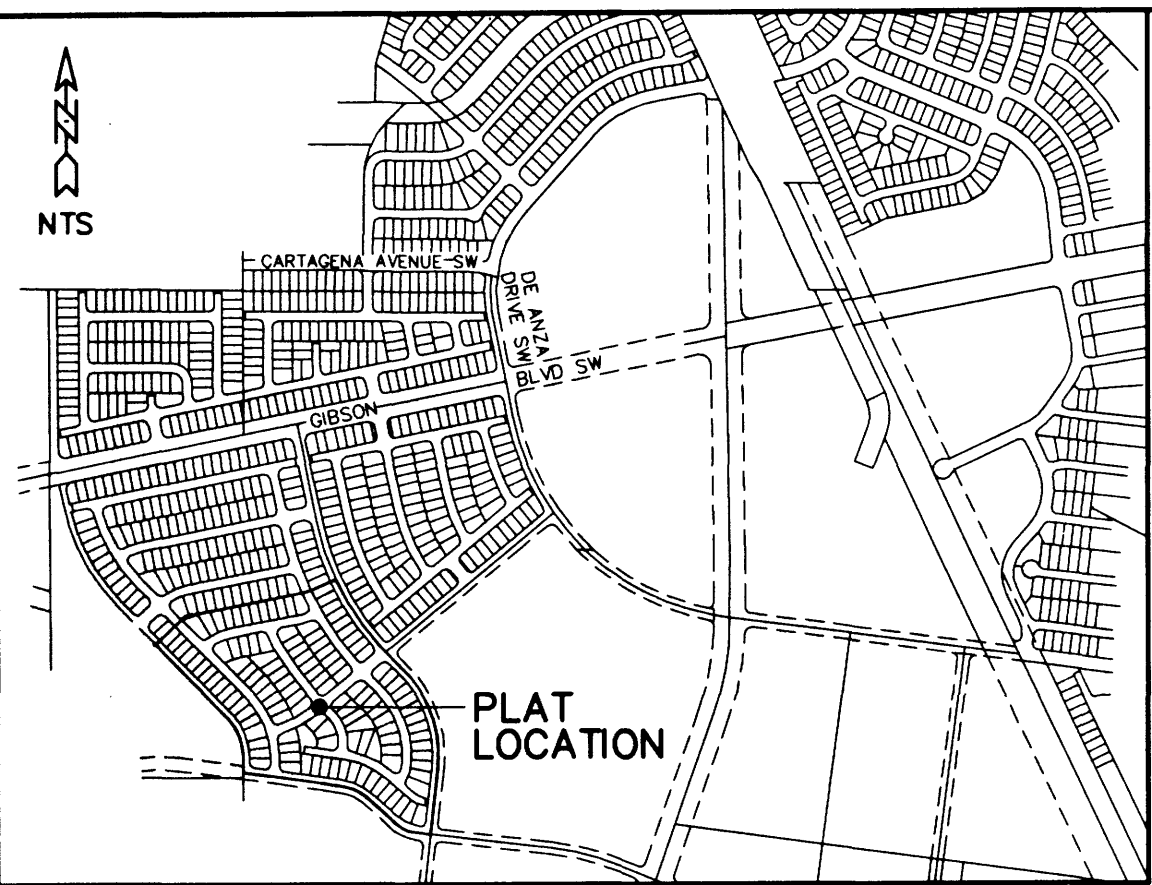 N
NTS
CARTAGENA AVENUE SW
DE ANZA
DRIVE SW
GIBSON BLVD SW
PLAT
LOCATION